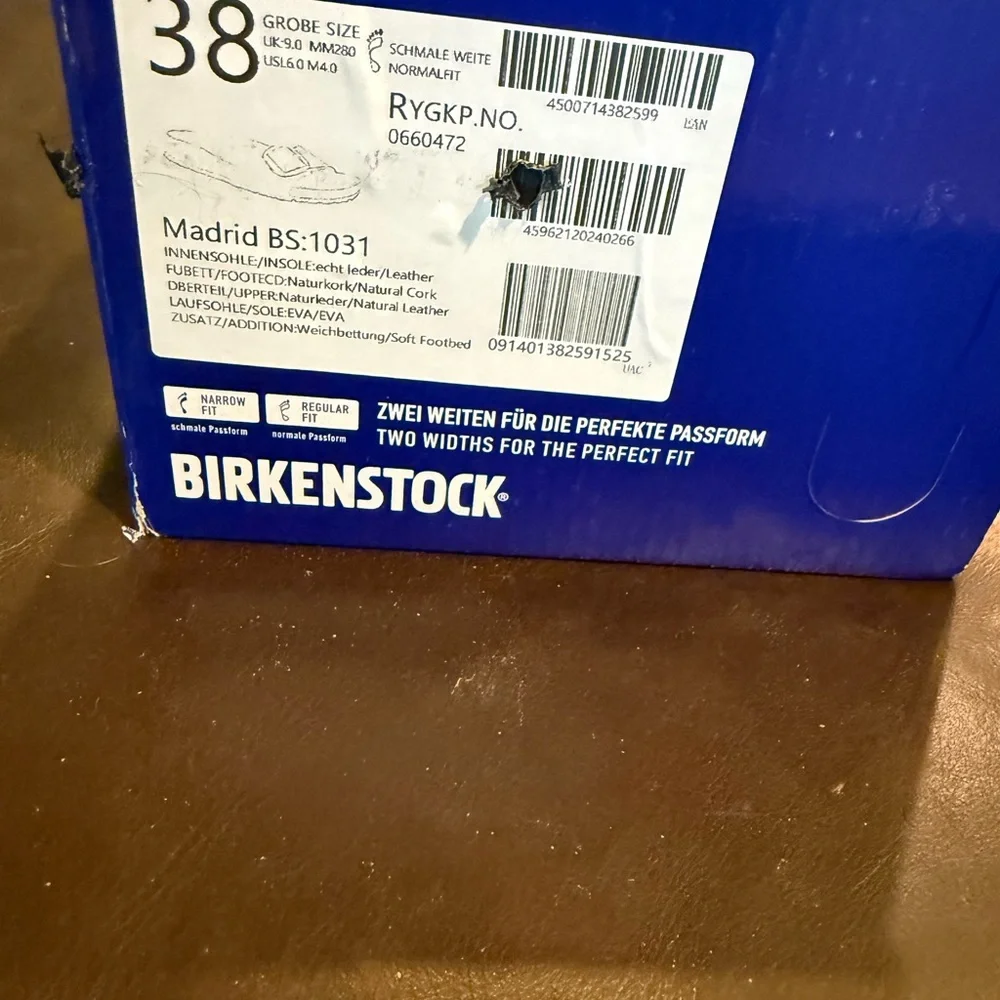 38
GROBE SIZE
UK-9.0 MM280
USL6.0 M4.0
SCHMALE WEITE
NORMALFIT
4500714382599
EAN
RYGKP.NO.
0660472
45962120240266
Madrid BS:1031
INNENSOHLE:/INSOLE:echt leder/Leather
FUBETT/FOOTECD:Naturkork/Natural Cork
DBERTEIL/UPPER:Naturleder/Natural Leather
LAUFSOHLE/SOLE:EVA/EVA
ZUSATZ/ADDITION:Weichbettung/Soft Footbed
091401382591525
NARROW
FIT
schmale Passform
REGULAR
FIT
normale Passform
ZWEI WEITEN FÜR DIE PERFEKTE PASSFORM
TWO WIDTHS FOR THE PERFECT FIT
BIRKENSTOCK®